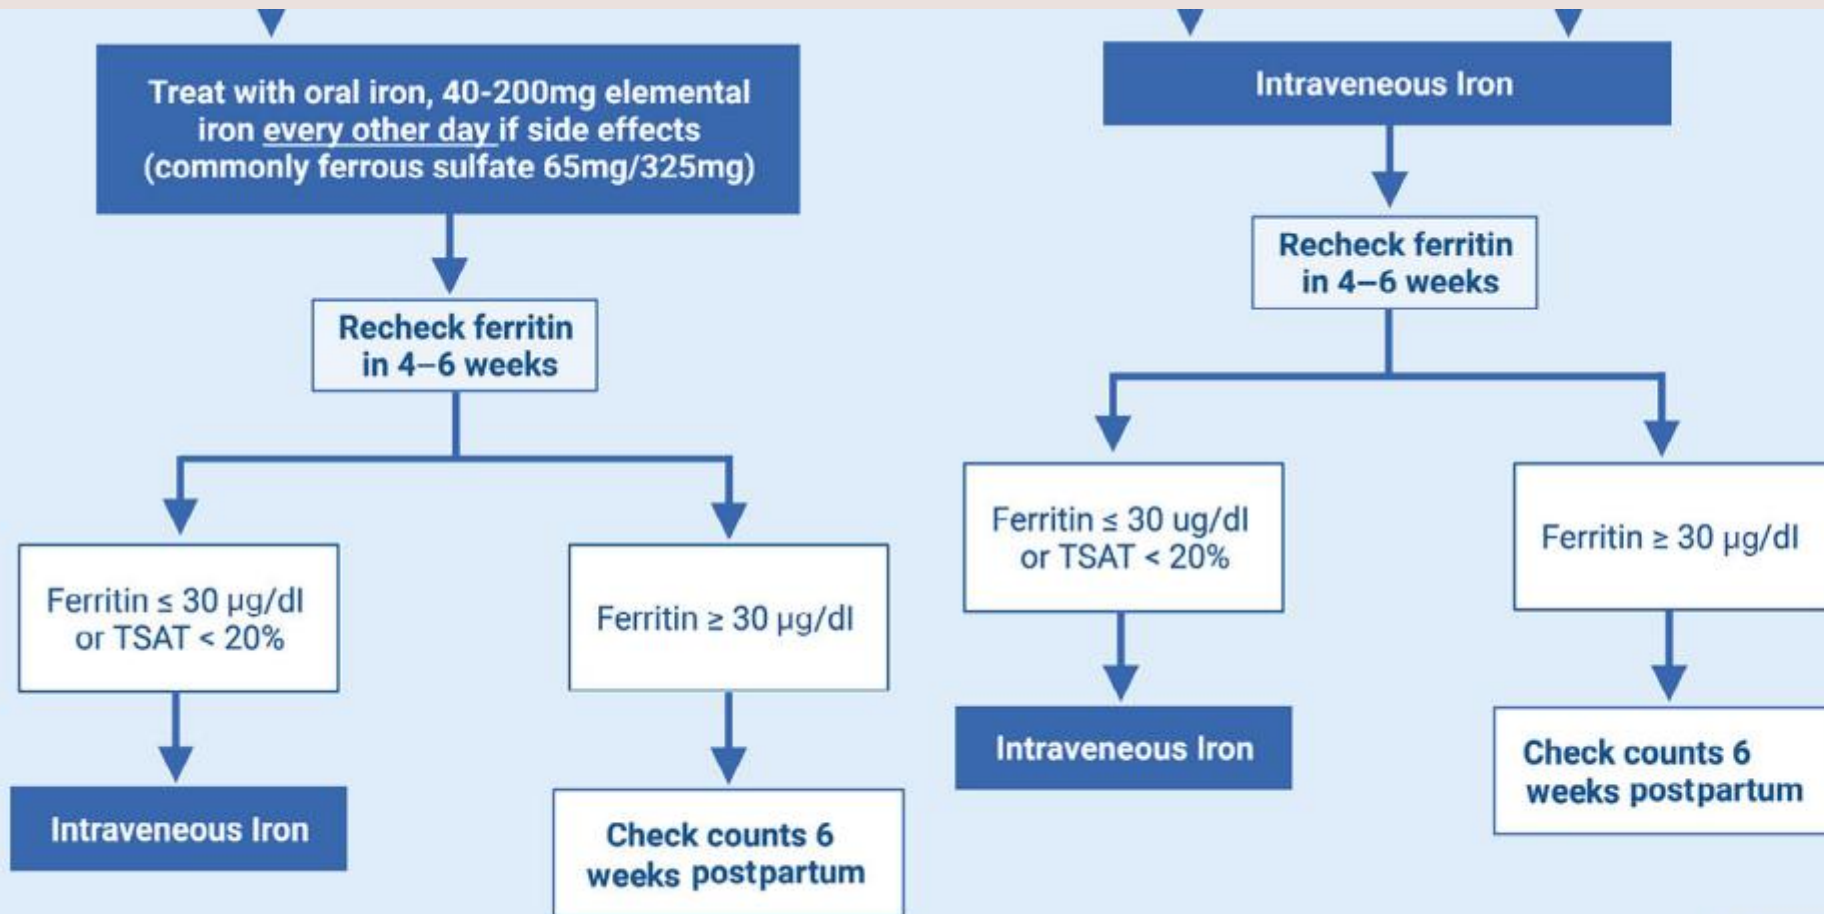 Treat with oral iron, 40-200mg elemental
iron every other day if side effects
(commonly ferrous sulfate 65mg/325mg)
Recheck ferritin
in 4–6 weeks
Ferritin ≤ 30 µg/dl
or TSAT < 20%
Ferritin ≥ 30 µg/dl
Intraveneous Iron
Check counts 6
weeks postpartum
Intraveneous Iron
Recheck ferritin
in 4–6 weeks
Ferritin ≤ 30 ug/dl
or TSAT < 20%
Ferritin ≥ 30 µg/dl
Intraveneous Iron
Check counts 6
weeks postpartum